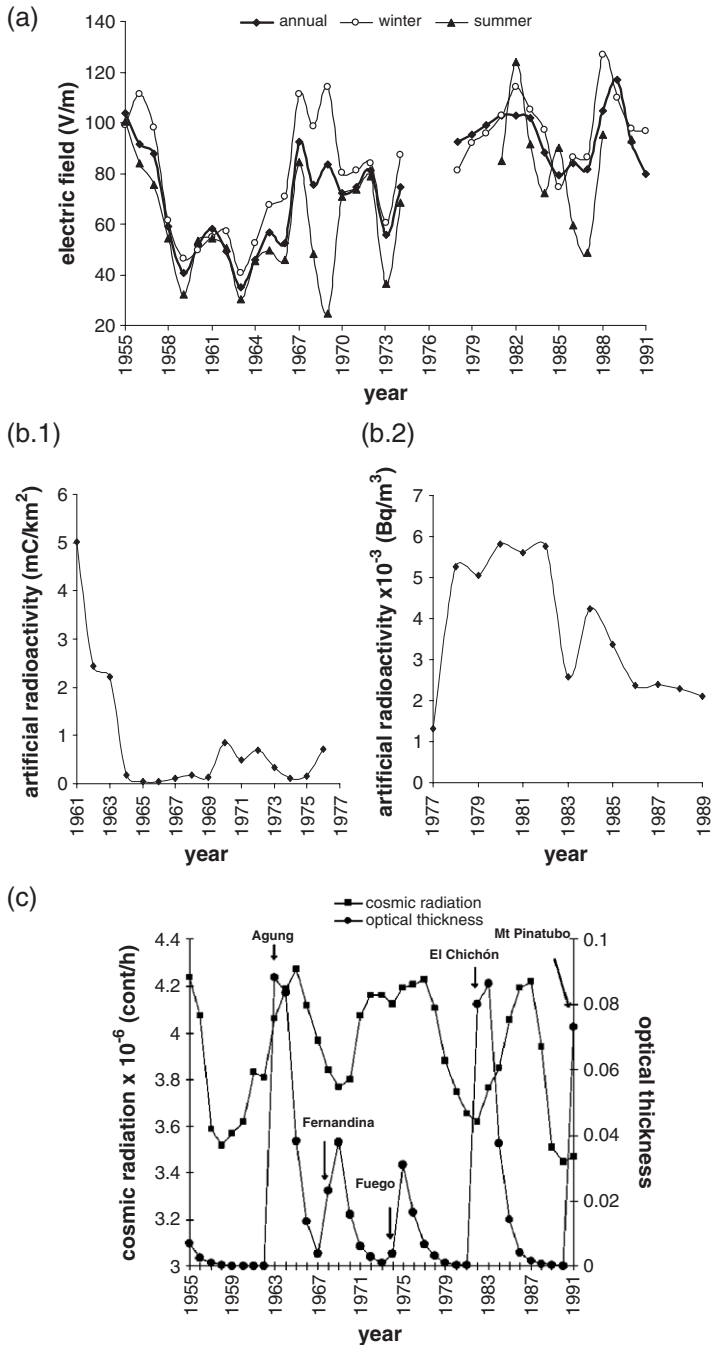 (a)
annual winter summer
electric field (V/m)
140
120
100
80
60
40
20
1955 1958 1961 1964 1967 1970 1973 1976 1979 1982 1985 1988 1991
year
(b.1)
artificial radioactivity (mC/km²)
6
5
4
3
2
1
0
1961 1963 1965 1967 1969 1971 1973 1975 1977
year
(b.2)
artificial radioactivity x10⁻³ (Bq/m³)
7
6
5
4
3
2
1
0
1977 1979 1981 1983 1985 1987 1989
year
(c)
cosmic radiation
optical thickness
Agung
Fernandina
Fuego
El Chichón
Mt Pinatubo
cosmic radiation x 10⁻⁶ (cont/h)
4.4
4.2
4
3.8
3.6
3.4
3.2
3
optical thickness
0.1
0.08
0.06
0.04
0.02
0
1955 1959 1963 1967 1971 1975 1979 1983 1987 1991
year